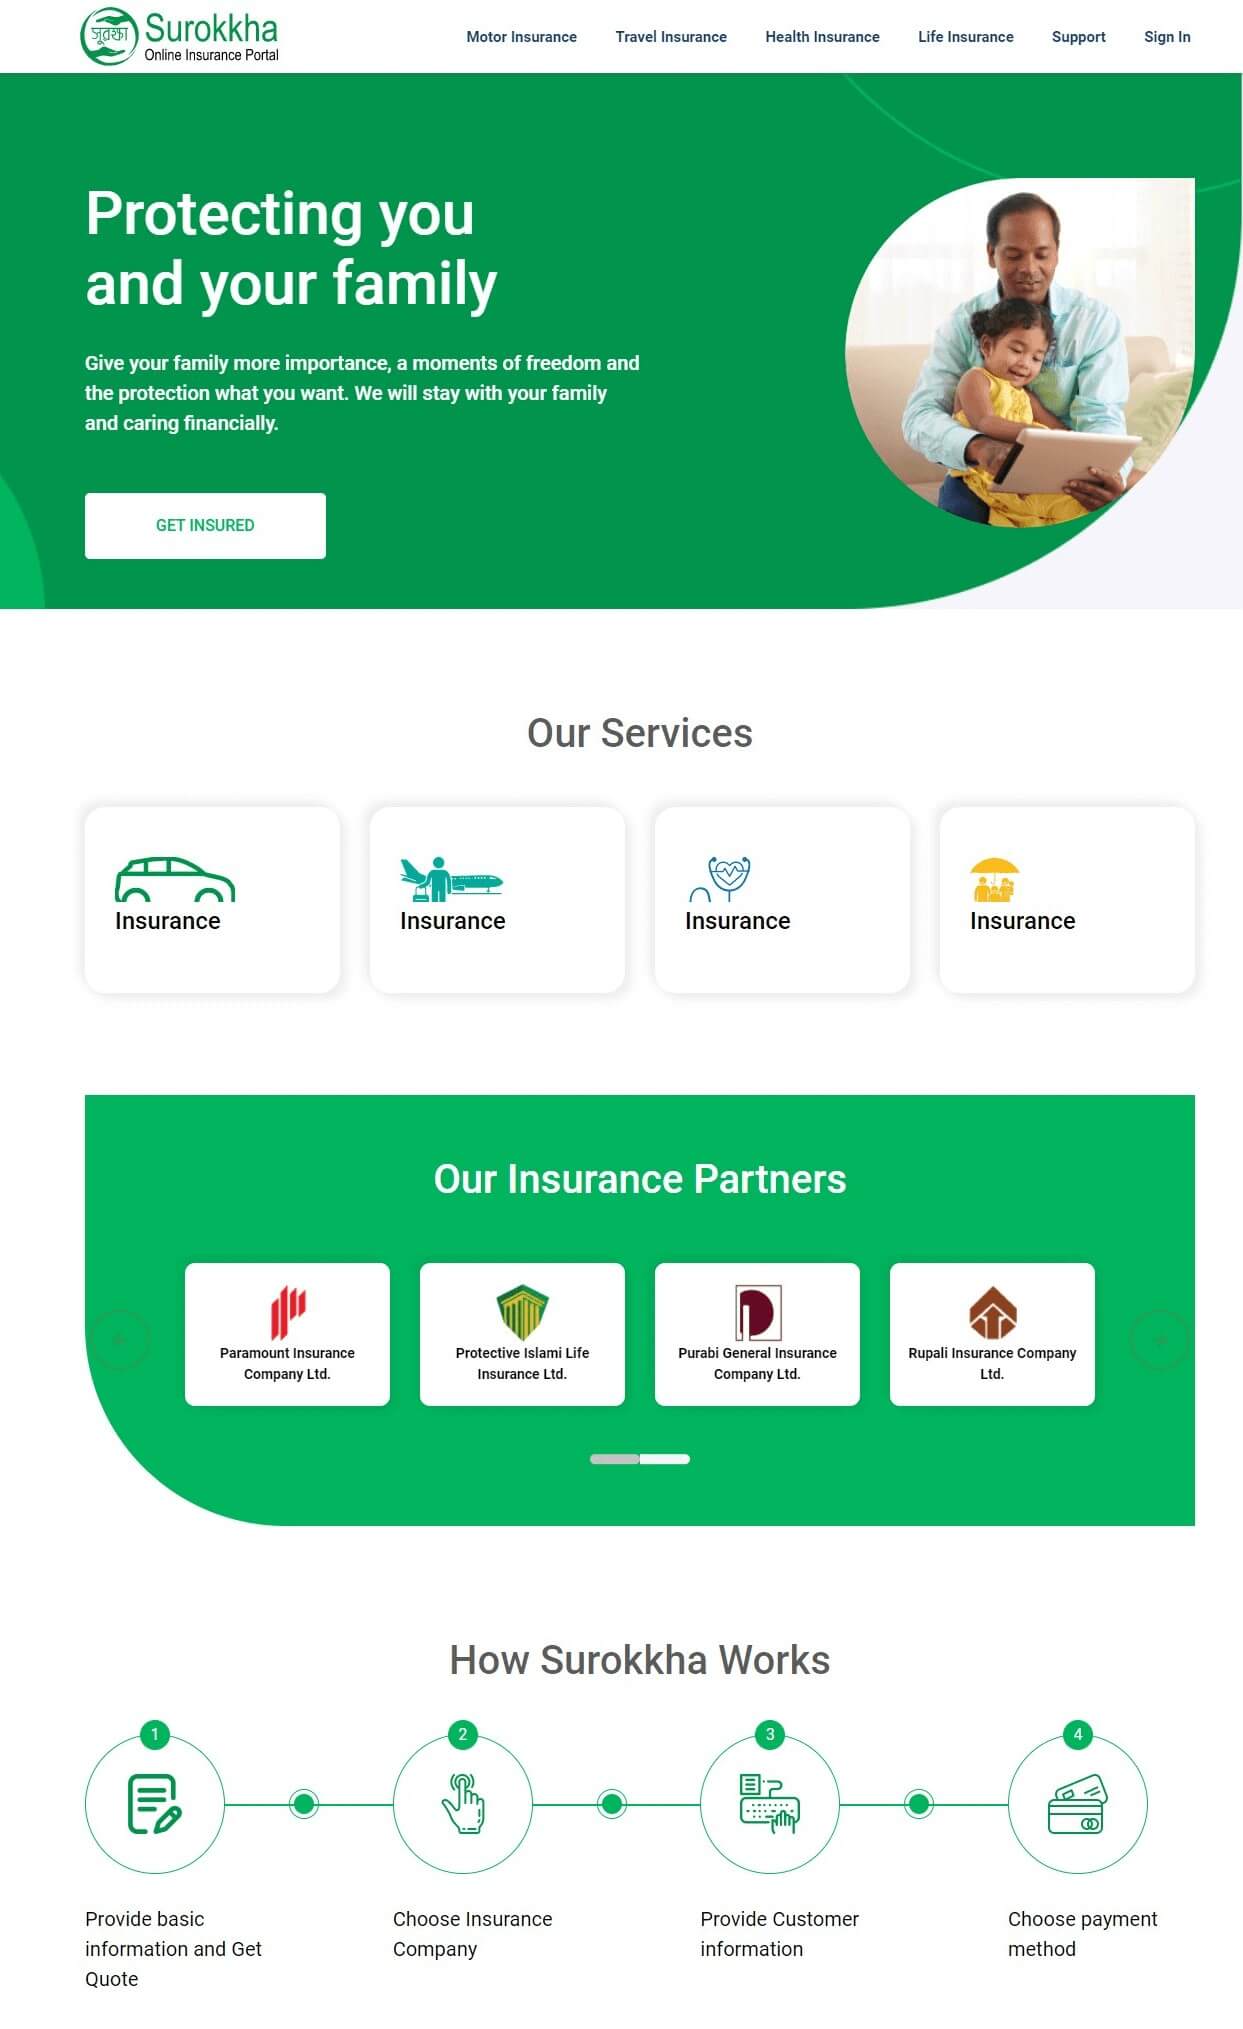 সুরক্ষা
Surokkha
Online Insurance Portal
Motor Insurance
Travel Insurance
Health Insurance
Life Insurance
Support
Sign In
Protecting you
and your family
Give your family more importance, a moments of freedom and
the protection what you want. We will stay with your family
and caring financially.
GET INSURED
Our Services
Insurance
Insurance
Insurance
Insurance
Our Insurance Partners
Paramount Insurance
Company Ltd.
Protective Islami Life
Insurance Ltd.
Purabi General Insurance
Company Ltd.
Rupali Insurance Company
Ltd.
How Surokkha Works
1
2
3
4
Provide basic
information and Get
Quote
Choose Insurance
Company
Provide Customer
information
Choose payment
method